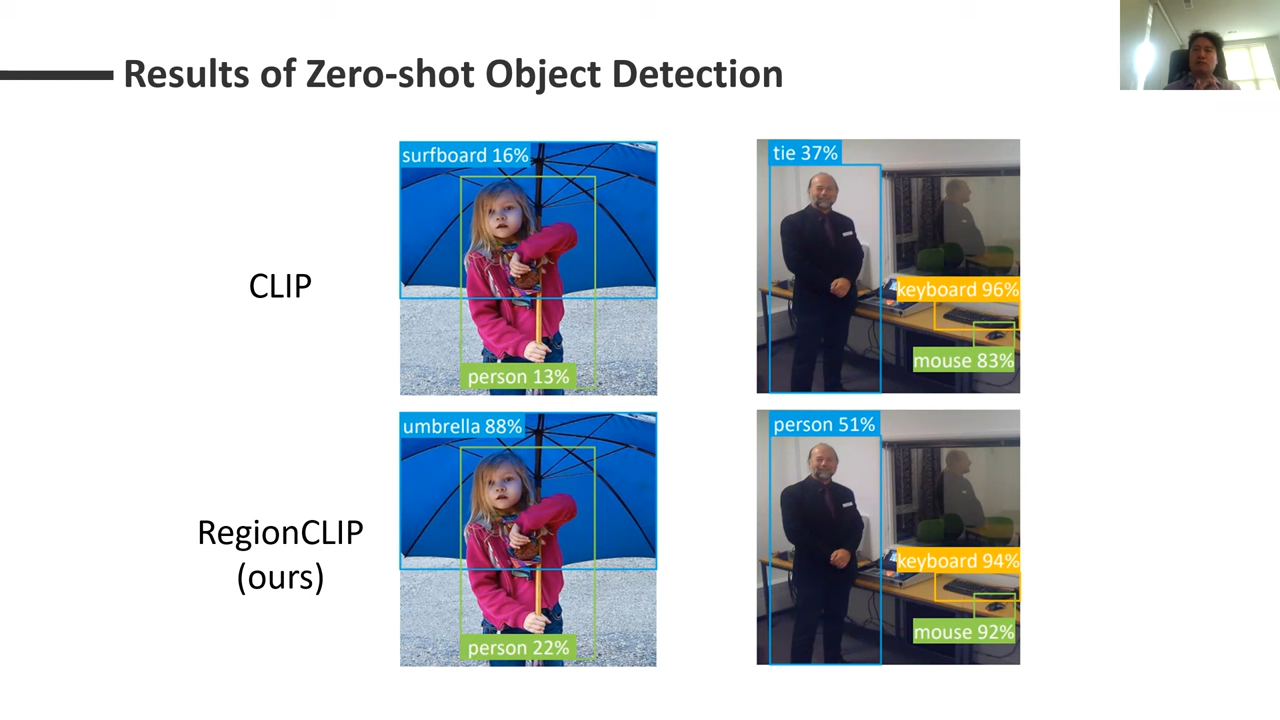 Results of Zero-shot Object Detection
CLIP
surfboard 16%
person 13%
tie 37%
keyboard 96%
mouse 83%
RegionCLIP
(ours)
umbrella 88%
person 22%
person 51%
keyboard 94%
mouse 92%